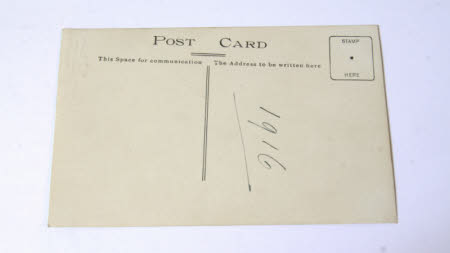 POST CARD
This Space for communication
The Address to be written here
STAMP
HERE
1916